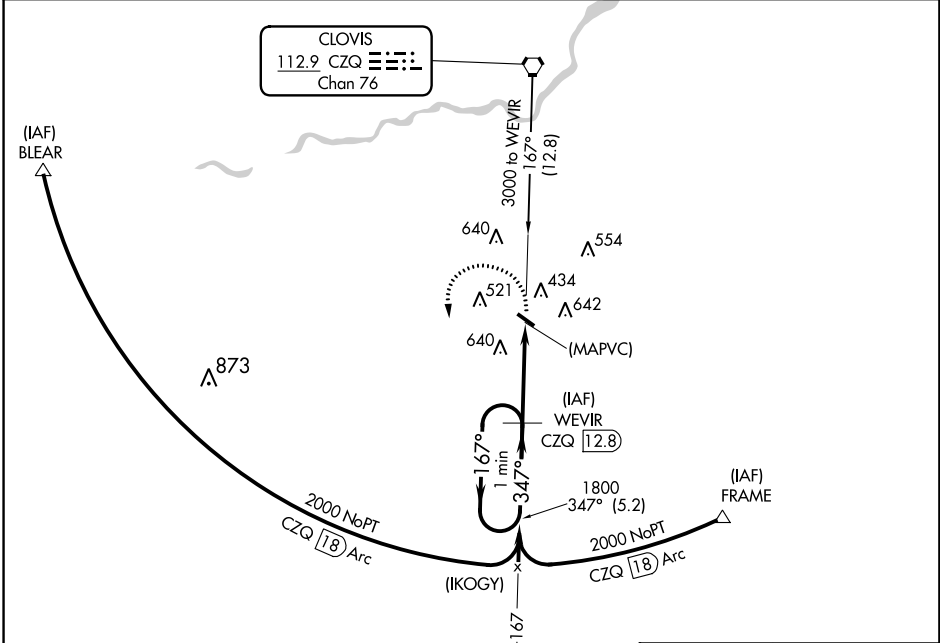 CLOVIS
112.9 CZQ
Chan 76
(IAF)
BLEAR
3000 to WEVIR
167°
(12.8)
640
554
521
434
642
640
(MAPVC)
873
(IAF)
WEVIR
CZQ 12.8
167°
1 min
347°
1800
347° (5.2)
(IAF)
FRAME
2000 NoPT
CZQ 18 Arc
2000 NoPT
CZQ 18 Arc
(IKOGY)